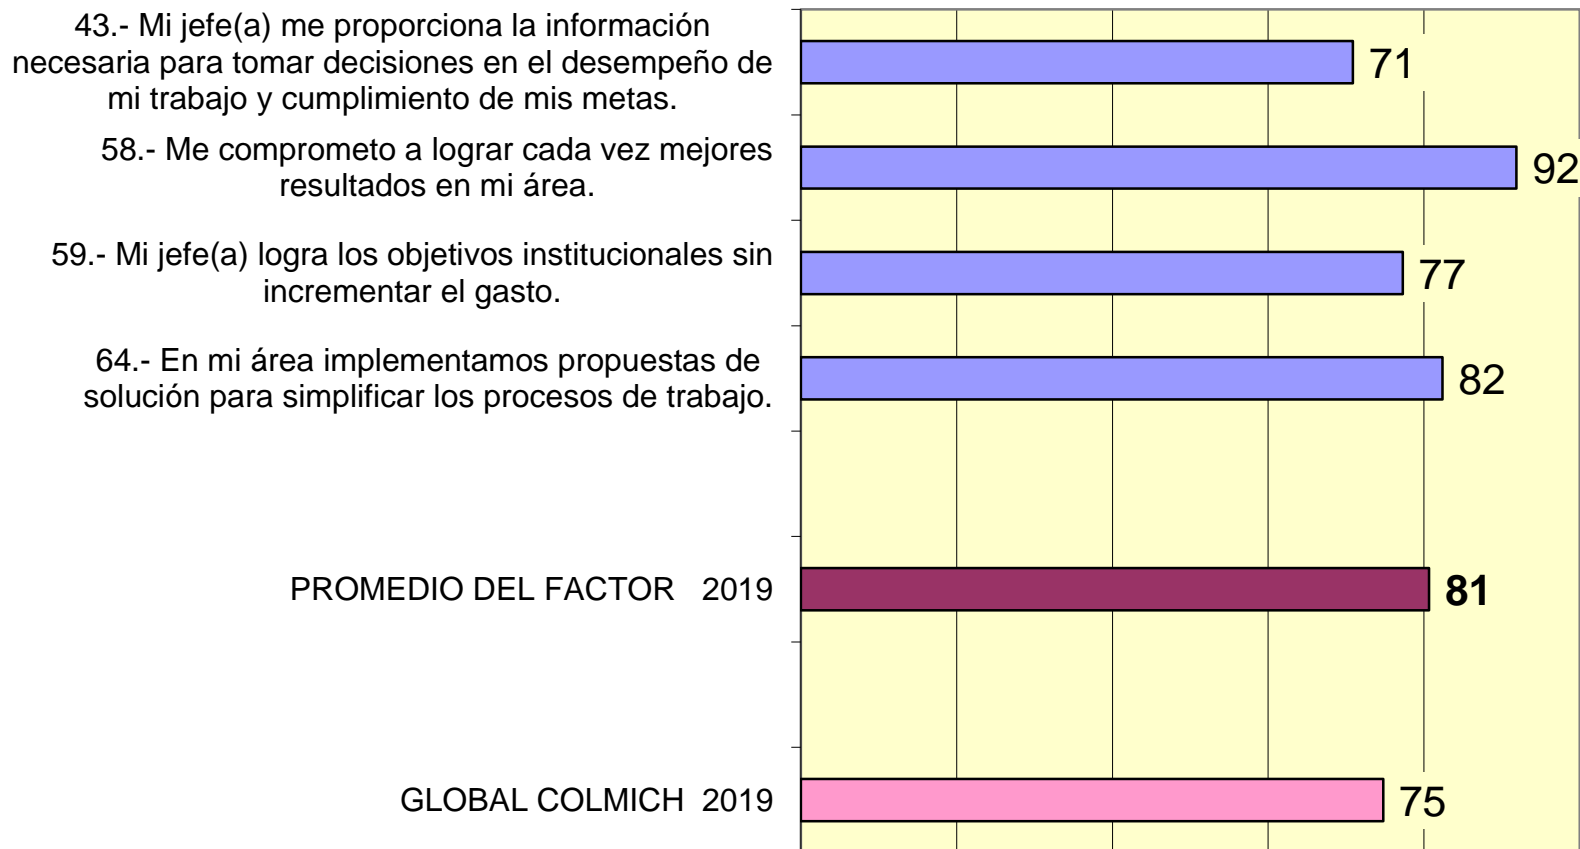 43.- Mi jefe(a) me proporciona la información
necesaria para tomar decisiones en el desempeño de
mi trabajo y cumplimiento de mis metas.
71
58.- Me comprometo a lograr cada vez mejores
resultados en mi área.
92
59.- Mi jefe(a) logra los objetivos institucionales sin
incrementar el gasto.
77
64.- En mi área implementamos propuestas de
solución para simplificar los procesos de trabajo.
82
PROMEDIO DEL FACTOR 2019
81
GLOBAL COLMICH 2019
75